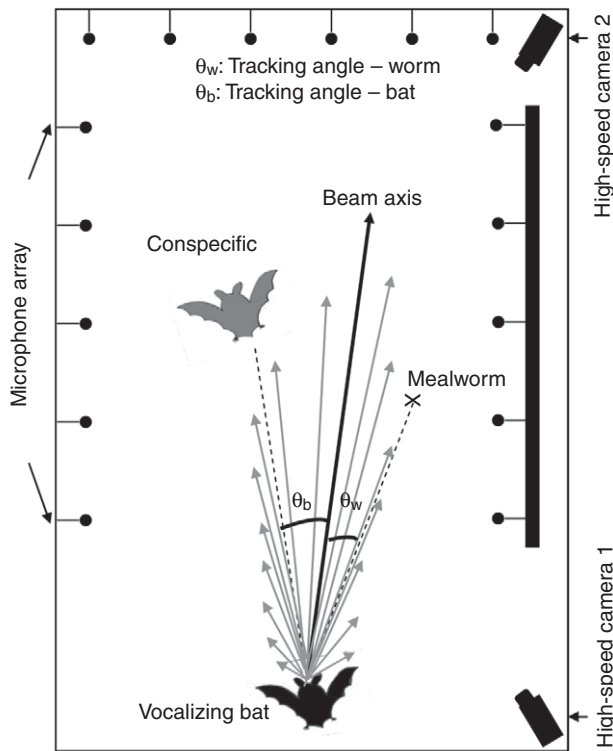 High-speed camera 2
θw: Tracking angle – worm
θb: Tracking angle – bat
Beam axis
Conspecific
Microphone array
Mealworm
X
θb
θw
Vocalizing bat
High-speed camera 1